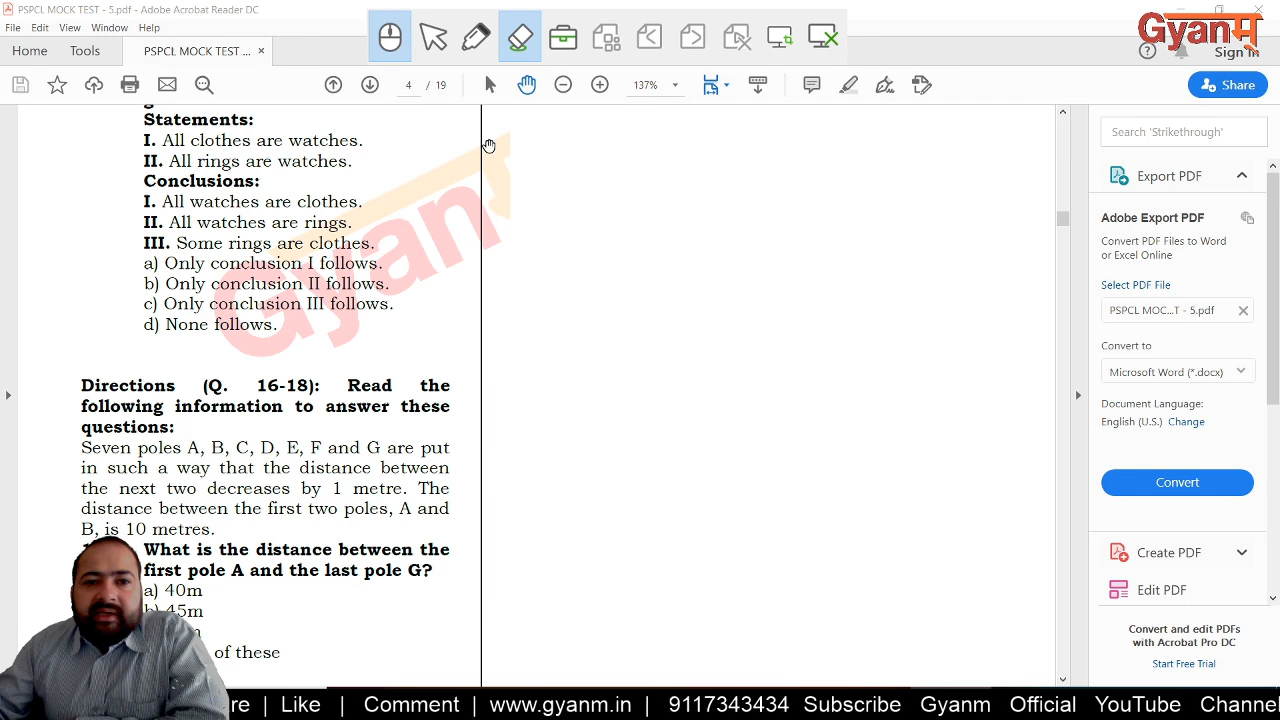 PSPCL MOCK TEST - 5.pdf - Adobe Acrobat Reader DC
File Edit View Window Help
Home Tools PSPCL MOCK TEST ... ×
Gyanम्
Sign In
4 / 19
137%
Share
Statements:
I. All clothes are watches.
II. All rings are watches.
Conclusions:
I. All watches are clothes.
II. All watches are rings.
III. Some rings are clothes.
a) Only conclusion I follows.
b) Only conclusion II follows.
c) Only conclusion III follows.
d) None follows.
Gyan
Directions (Q. 16-18): Read the
following information to answer these
questions:
Seven poles A, B, C, D, E, F and G are put
in such a way that the distance between
the next two decreases by 1 metre. The
distance between the first two poles, A and
B, is 10 metres.
What is the distance between the
first pole A and the last pole G?
a) 40m
b) 45m
of these
Search 'Strikethrough'
Export PDF
Adobe Export PDF
Convert PDF Files to Word
or Excel Online
Select PDF File
PSPCL MOC...T - 5.pdf
Convert to
Microsoft Word (*.docx)
Document Language:
English (U.S.) Change
Convert
Create PDF
Edit PDF
Convert and edit PDFs
with Acrobat Pro DC
Start Free Trial
re | Like | Comment | www.gyanm.in | 9117343434 Subscribe Gyanm Official YouTube Channe